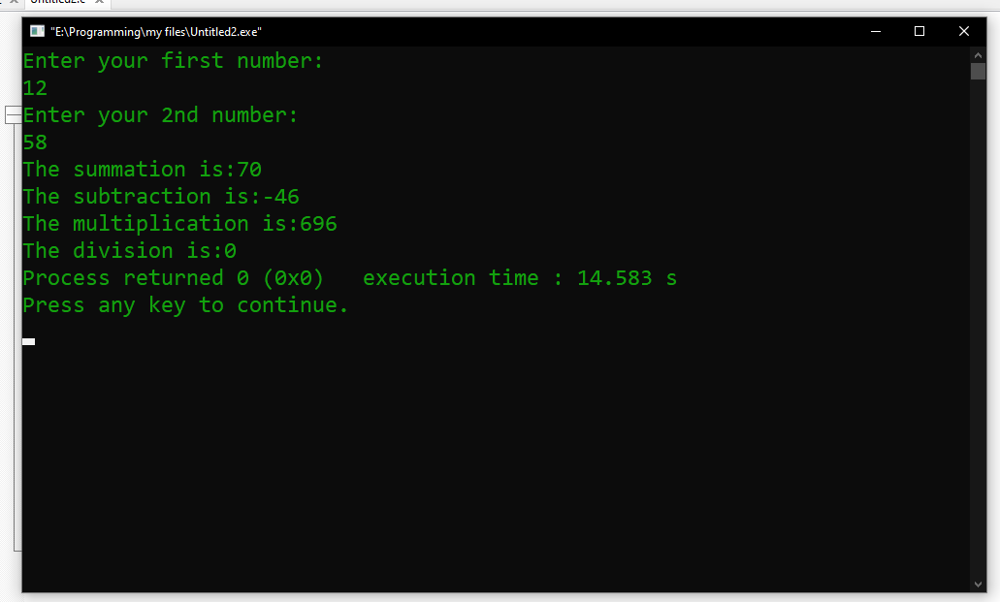 Untitled2.c
"E:\Programming\my files\Untitled2.exe"
Enter your first number:
12
Enter your 2nd number:
58
The summation is:70
The subtraction is:-46
The multiplication is:696
The division is:0
Process returned 0 (0x0)   execution time : 14.583 s
Press any key to continue.